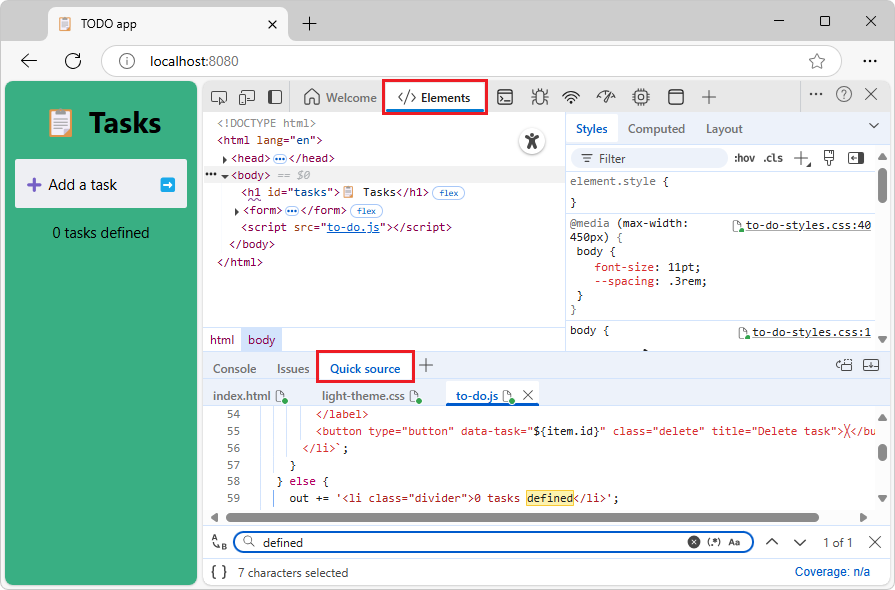 TODO app
localhost:8080
Tasks
Add a task
0 tasks defined
Welcome
Elements
<!DOCTYPE html>
<html lang="en">
<head> ••• </head>
••• <body> == $0
<h1 id="tasks">📋 Tasks</h1> flex
<form> ••• </form> flex
<script src="to-do.js"></script>
</body>
</html>
html body
Styles Computed Layout
Filter :hov .cls
element.style {
}
@media (max-width: to-do-styles.css:40
450px) {
body {
font-size: 11pt;
--spacing: .3rem;
}
}
body { to-do-styles.css:1
Console Issues Quick source
index.html light-theme.css to-do.js
54 </label>
55 <button type="button" data-task="${item.id}" class="delete" title="Delete task">╳</bu
56 </li>`;
57 }
58 } else {
59 out += '<li class="divider">0 tasks defined</li>';
A B defined (.*) Aa 1 of 1
{ } 7 characters selected Coverage: n/a